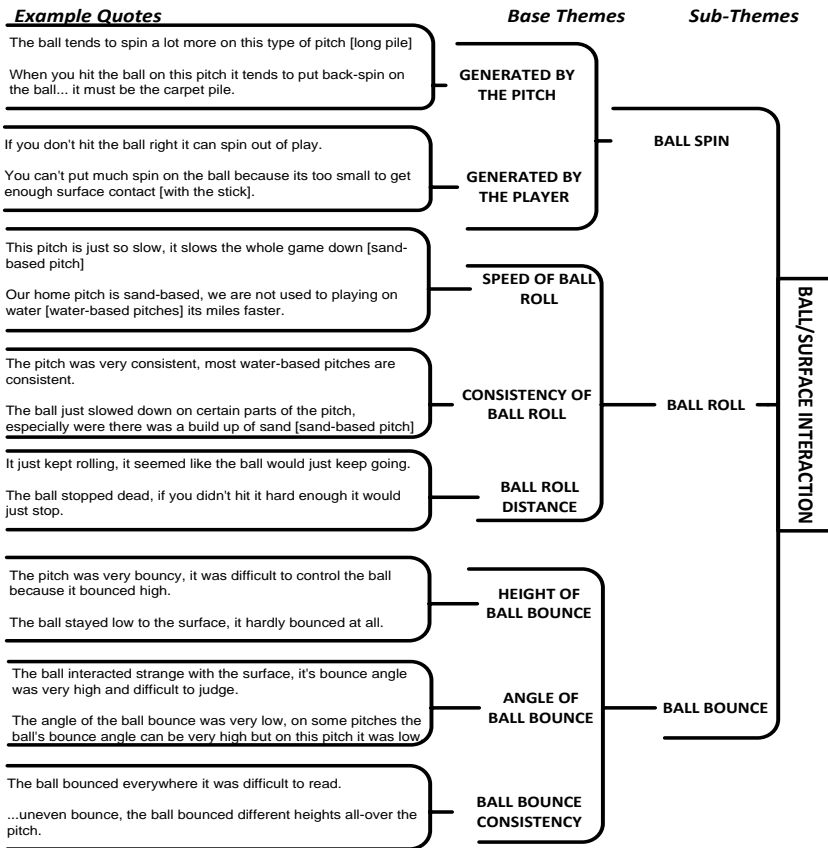 Example Quotes
Base Themes
Sub-Themes
The ball tends to spin a lot more on this type of pitch [long pile]
When you hit the ball on this pitch it tends to put back-spin on
the ball... it must be the carpet pile.
GENERATED BY
THE PITCH
If you don't hit the ball right it can spin out of play.
You can't put much spin on the ball because its too small to get
enough surface contact [with the stick].
GENERATED BY
THE PLAYER
BALL SPIN
This pitch is just so slow, it slows the whole game down [sand-
based pitch]
Our home pitch is sand-based, we are not used to playing on
water [water-based pitches] its miles faster.
SPEED OF BALL
ROLL
The pitch was very consistent, most water-based pitches are
consistent.
The ball just slowed down on certain parts of the pitch,
especially were there was a build up of sand [sand-based pitch]
CONSISTENCY OF
BALL ROLL
It just kept rolling, it seemed like the ball would just keep going.
The ball stopped dead, if you didn't hit it hard enough it would
just stop.
BALL ROLL
DISTANCE
BALL ROLL
The pitch was very bouncy, it was difficult to control the ball
because it bounced high.
The ball stayed low to the surface, it hardly bounced at all.
HEIGHT OF
BALL BOUNCE
The ball interacted strange with the surface, it's bounce angle
was very high and difficult to judge.
The angle of the ball bounce was very low, on some pitches the
ball's bounce angle can be very high but on this pitch it was low
ANGLE OF
BALL BOUNCE
The ball bounced everywhere it was difficult to read.
...uneven bounce, the ball bounced different heights all-over the
pitch.
BALL BOUNCE
CONSISTENCY
BALL BOUNCE
BALL/SURFACE INTERACTION